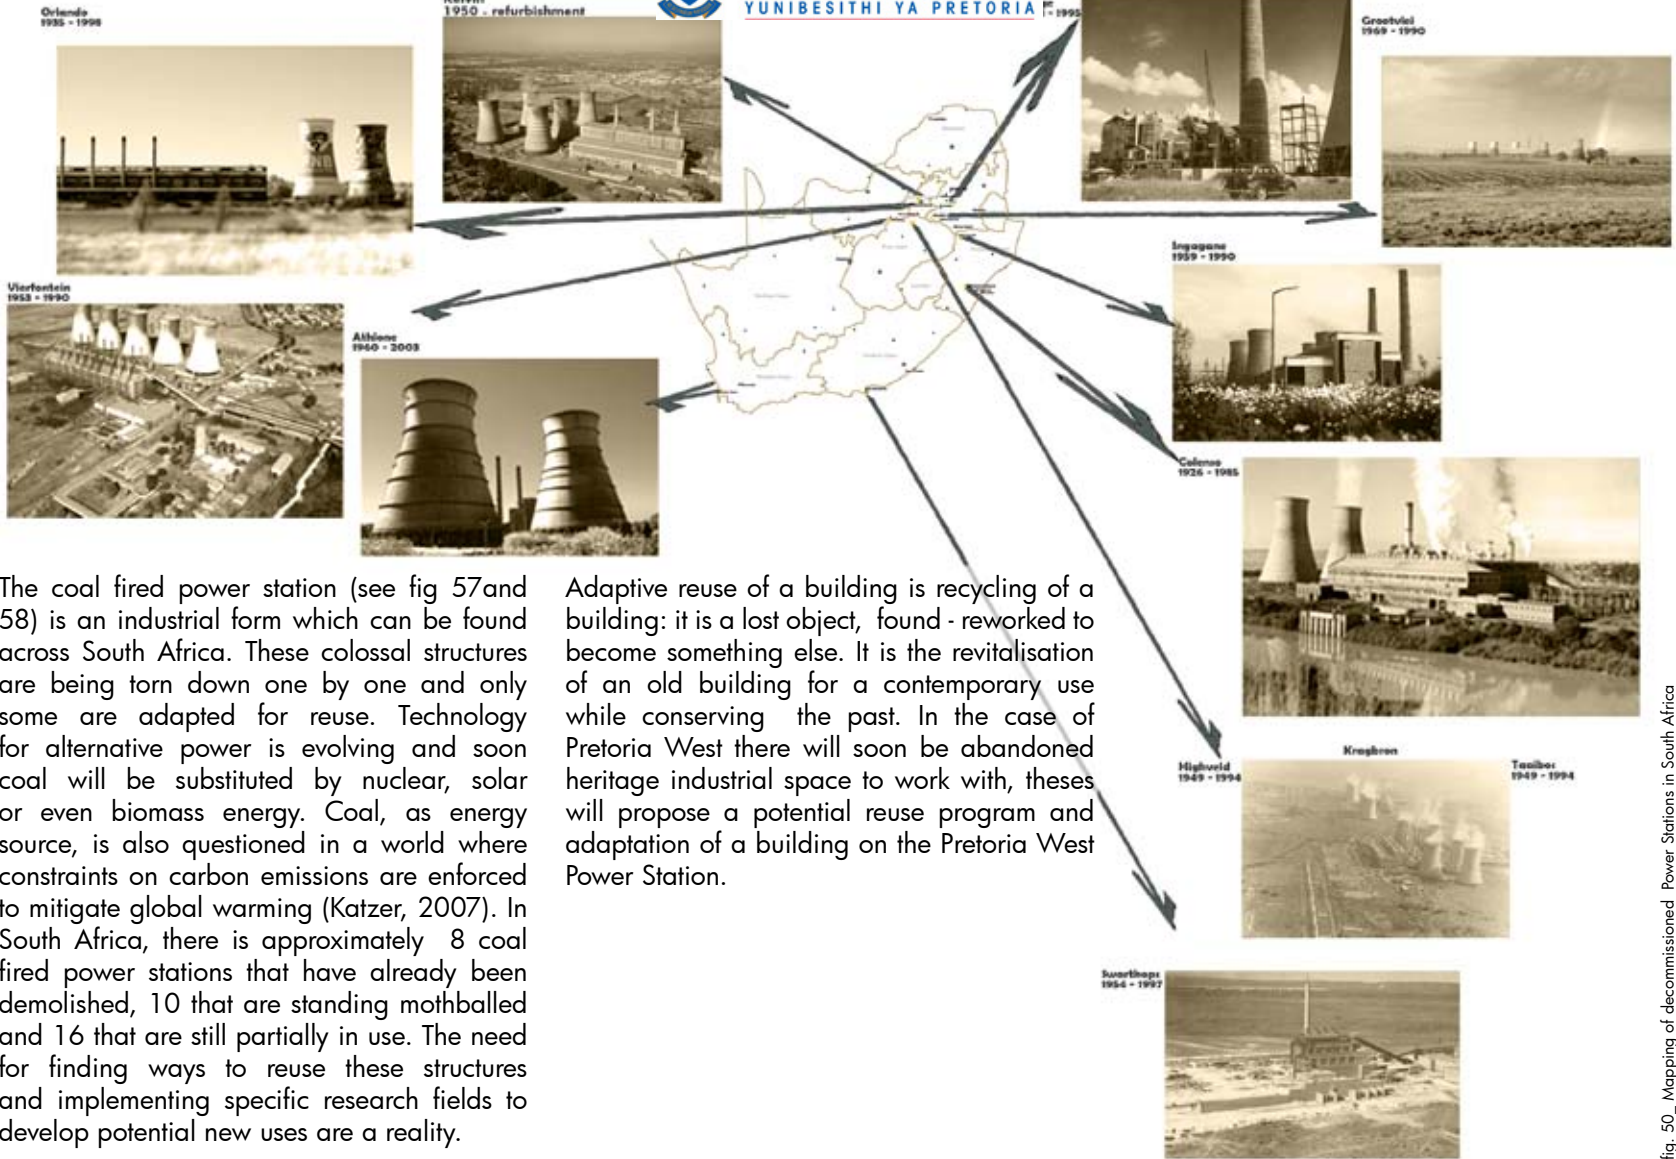 Orlando
1935 - 1998
1950 - refurbishment
YUNIBESITHI YA PRETORIA
- 1995
Grootvlei
1969 - 1990
Vierfontein
1953 - 1990
Athlone
1960 - 2003
Ingagane
1959 - 1990
Colenso
1926 - 1985
Highveld
1949 - 1994
Kragbron
Taaibos
1949 - 1994
Swartkops
1954 - 1997
The coal fired power station (see fig 57and
58) is an industrial form which can be found
across South Africa. These colossal structures
are being torn down one by one and only
some are adapted for reuse. Technology
for alternative power is evolving and soon
coal will be substituted by nuclear, solar
or even biomass energy. Coal, as energy
source, is also questioned in a world where
constraints on carbon emissions are enforced
to mitigate global warming (Katzer, 2007). In
South Africa, there is approximately 8 coal
fired power stations that have already been
demolished, 10 that are standing mothballed
and 16 that are still partially in use. The need
for finding ways to reuse these structures
and implementing specific research fields to
develop potential new uses are a reality.
Adaptive reuse of a building is recycling of a
building: it is a lost object, found - reworked to
become something else. It is the revitalisation
of an old building for a contemporary use
while conserving the past. In the case of
Pretoria West there will soon be abandoned
heritage industrial space to work with, theses
will propose a potential reuse program and
adaptation of a building on the Pretoria West
Power Station.
fig. 50_ Mapping of decommissioned Power Stations in South Africa